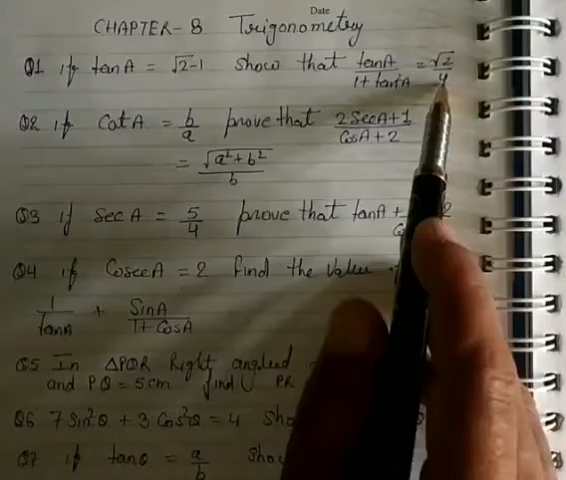 Date
CHAPTER-8 Trigonometry
Q1 if tanA = √2-1 show that tanA/1+tan²A = √2/4
Q2 if CotA = b/a prove that 2SecA+1/CosA+2
= √a²+b²/b
Q3 if secA = 5/4 prove that tanA+
Q4 if CosecA = 2 find the value
1/tanA + SinA/1+CosA
Q5 In △PQR Right angled
and PQ = 5cm find PR
Q6 7Sin²θ + 3Cos²θ = 4
Q7 if tanθ = a/b